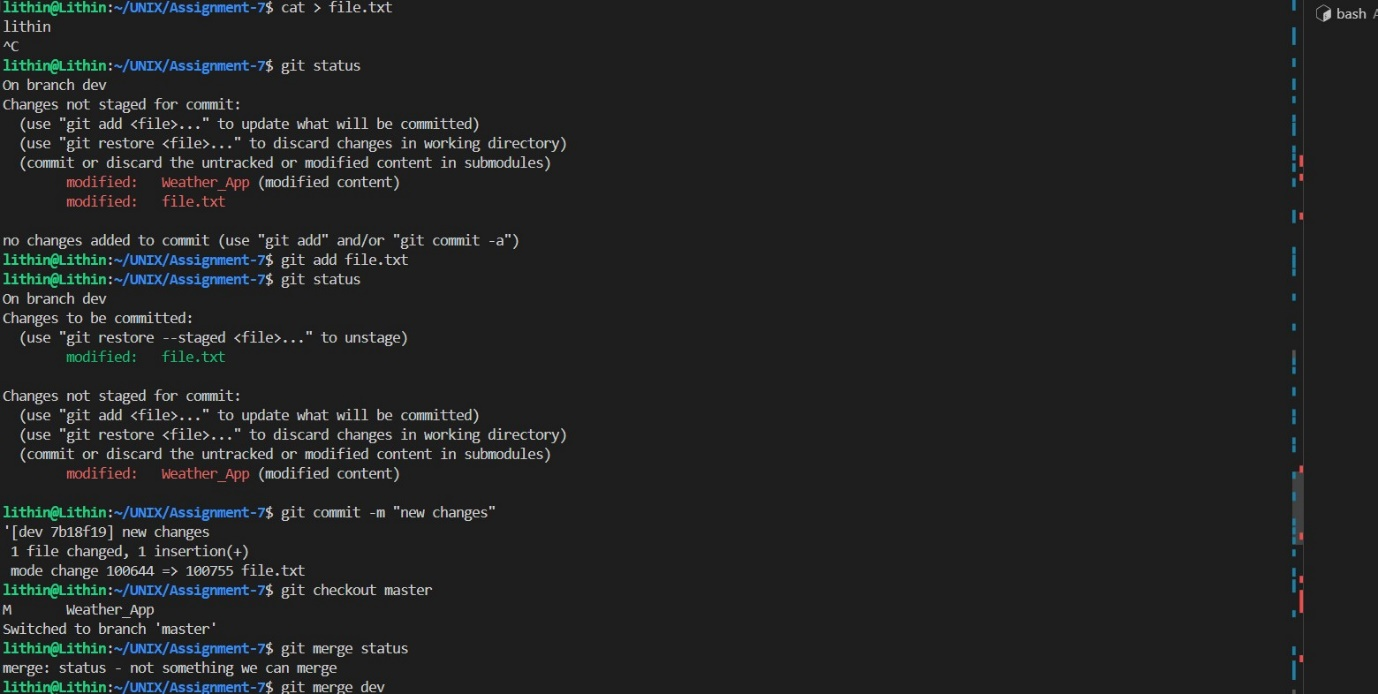 lithin@Lithin:~/UNIX/Assignment-7$ cat > file.txt
lithin
^C
lithin@Lithin:~/UNIX/Assignment-7$ git status
On branch dev
Changes not staged for commit:
  (use "git add <file>..." to update what will be committed)
  (use "git restore <file>..." to discard changes in working directory)
  (commit or discard the untracked or modified content in submodules)
        modified:   Weather_App (modified content)
        modified:   file.txt

no changes added to commit (use "git add" and/or "git commit -a")
lithin@Lithin:~/UNIX/Assignment-7$ git add file.txt
lithin@Lithin:~/UNIX/Assignment-7$ git status
On branch dev
Changes to be committed:
  (use "git restore --staged <file>..." to unstage)
        modified:   file.txt

Changes not staged for commit:
  (use "git add <file>..." to update what will be committed)
  (use "git restore <file>..." to discard changes in working directory)
  (commit or discard the untracked or modified content in submodules)
        modified:   Weather_App (modified content)

lithin@Lithin:~/UNIX/Assignment-7$ git commit -m "new changes"
'[dev 7b18f19] new changes
 1 file changed, 1 insertion(+)
 mode change 100644 => 100755 file.txt
lithin@Lithin:~/UNIX/Assignment-7$ git checkout master
M       Weather_App
Switched to branch 'master'
lithin@Lithin:~/UNIX/Assignment-7$ git merge status
merge: status - not something we can merge
lithin@Lithin:~/UNIX/Assignment-7$ git merge dev
bash